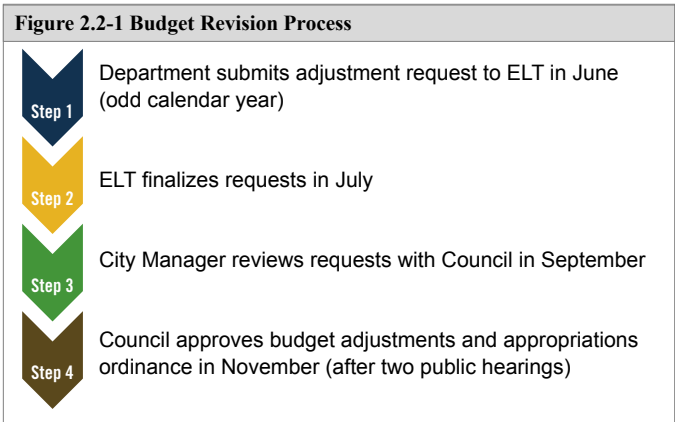 Figure 2.2-1 Budget Revision Process
Step 1
Department submits adjustment request to ELT in June
(odd calendar year)
Step 2
ELT finalizes requests in July
Step 3
City Manager reviews requests with Council in September
Step 4
Council approves budget adjustments and appropriations
ordinance in November (after two public hearings)